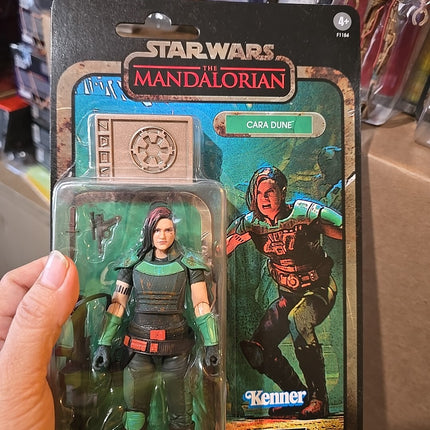 4+
F1184
STAR WARS
THE
MANDALORIAN
CARA DUNE
Kenner